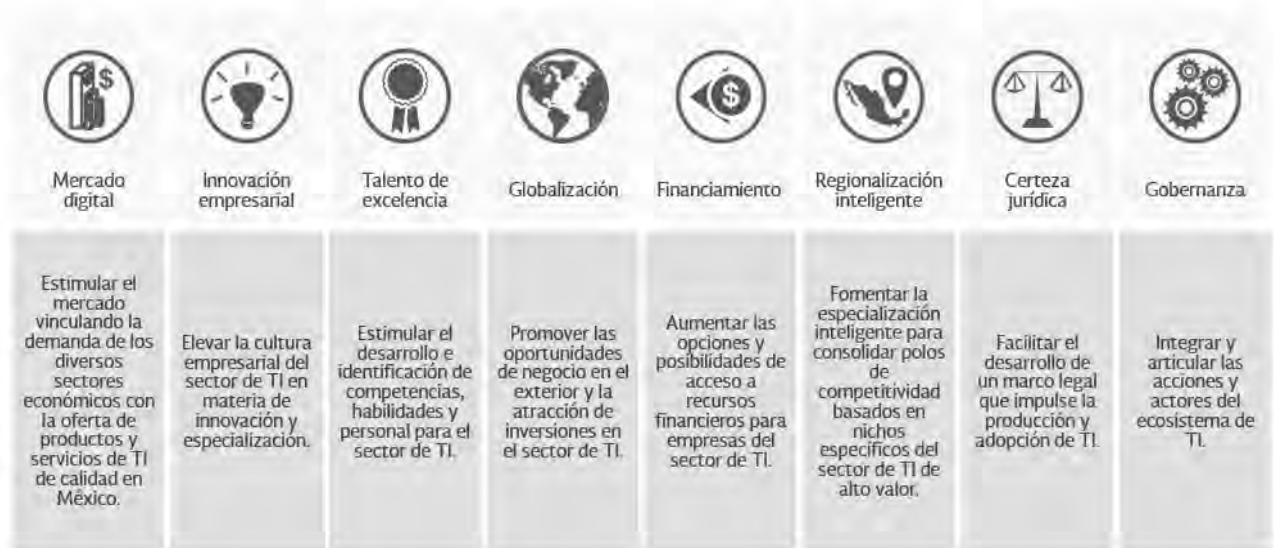 $
$
Mercado
digital
Innovación
empresarial
Talento de
excelencia
Globalización
Financiamiento
Regionalización
inteligente
Certeza
jurídica
Gobernanza
Estimular el
mercado
vinculando la
demanda de los
diversos
sectores
económicos con
la oferta de
productos y
servicios de TI
de calidad en
México.
Elevar la cultura
empresarial del
sector de TI en
materia de
innovación y
especialización.
Estimular el
desarrollo e
identificación de
competencias,
habilidades y
personal para el
sector de TI.
Promover las
oportunidades
de negocio en el
exterior y la
atracción de
inversiones en
el sector de TI.
Aumentar las
opciones y
posibilidades de
acceso a
recursos
financieros para
empresas del
sector de TI.
Fomentar la
especialización
inteligente para
consolidar polos
de
competitividad
basados en
nichos
específicos del
sector de TI de
alto valor.
Facilitar el
desarrollo de
un marco legal
que impulse la
producción y
adopción de TI.
Integrar y
articular las
acciones y
actores del
ecosistema de
TI.